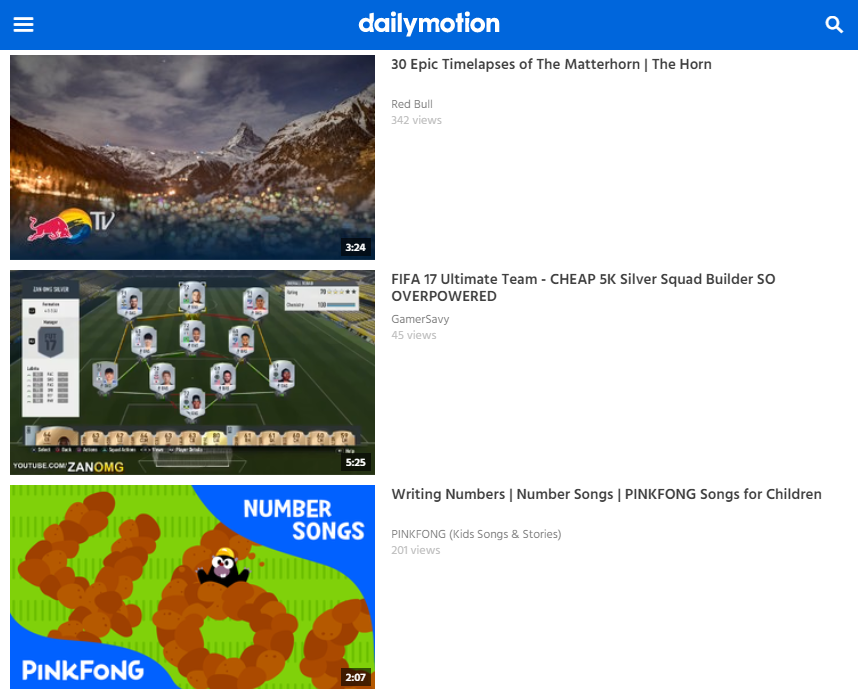 dailymotion
30 Epic Timelapses of The Matterhorn | The Horn
Red Bull
342 views
TV
3:24
FIFA 17 Ultimate Team - CHEAP 5K Silver Squad Builder SO
OVERPOWERED
GamerSavy
45 views
ZAN OMG SILVER
YOUTUBE.COM/ZANOMG
5:25
Writing Numbers | Number Songs | PINKFONG Songs for Children
PINKFONG (Kids Songs & Stories)
201 views
NUMBER
SONGS
PINKFONG
2:07